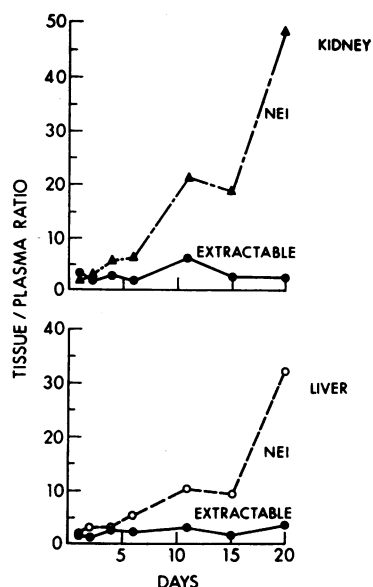 50
KIDNEY
40
NEI
30
20
10
EXTRACTABLE
0
TISSUE / PLASMA RATIO
40
LIVER
30
NEI
20
10
EXTRACTABLE
0
5 10 15 20
DAYS